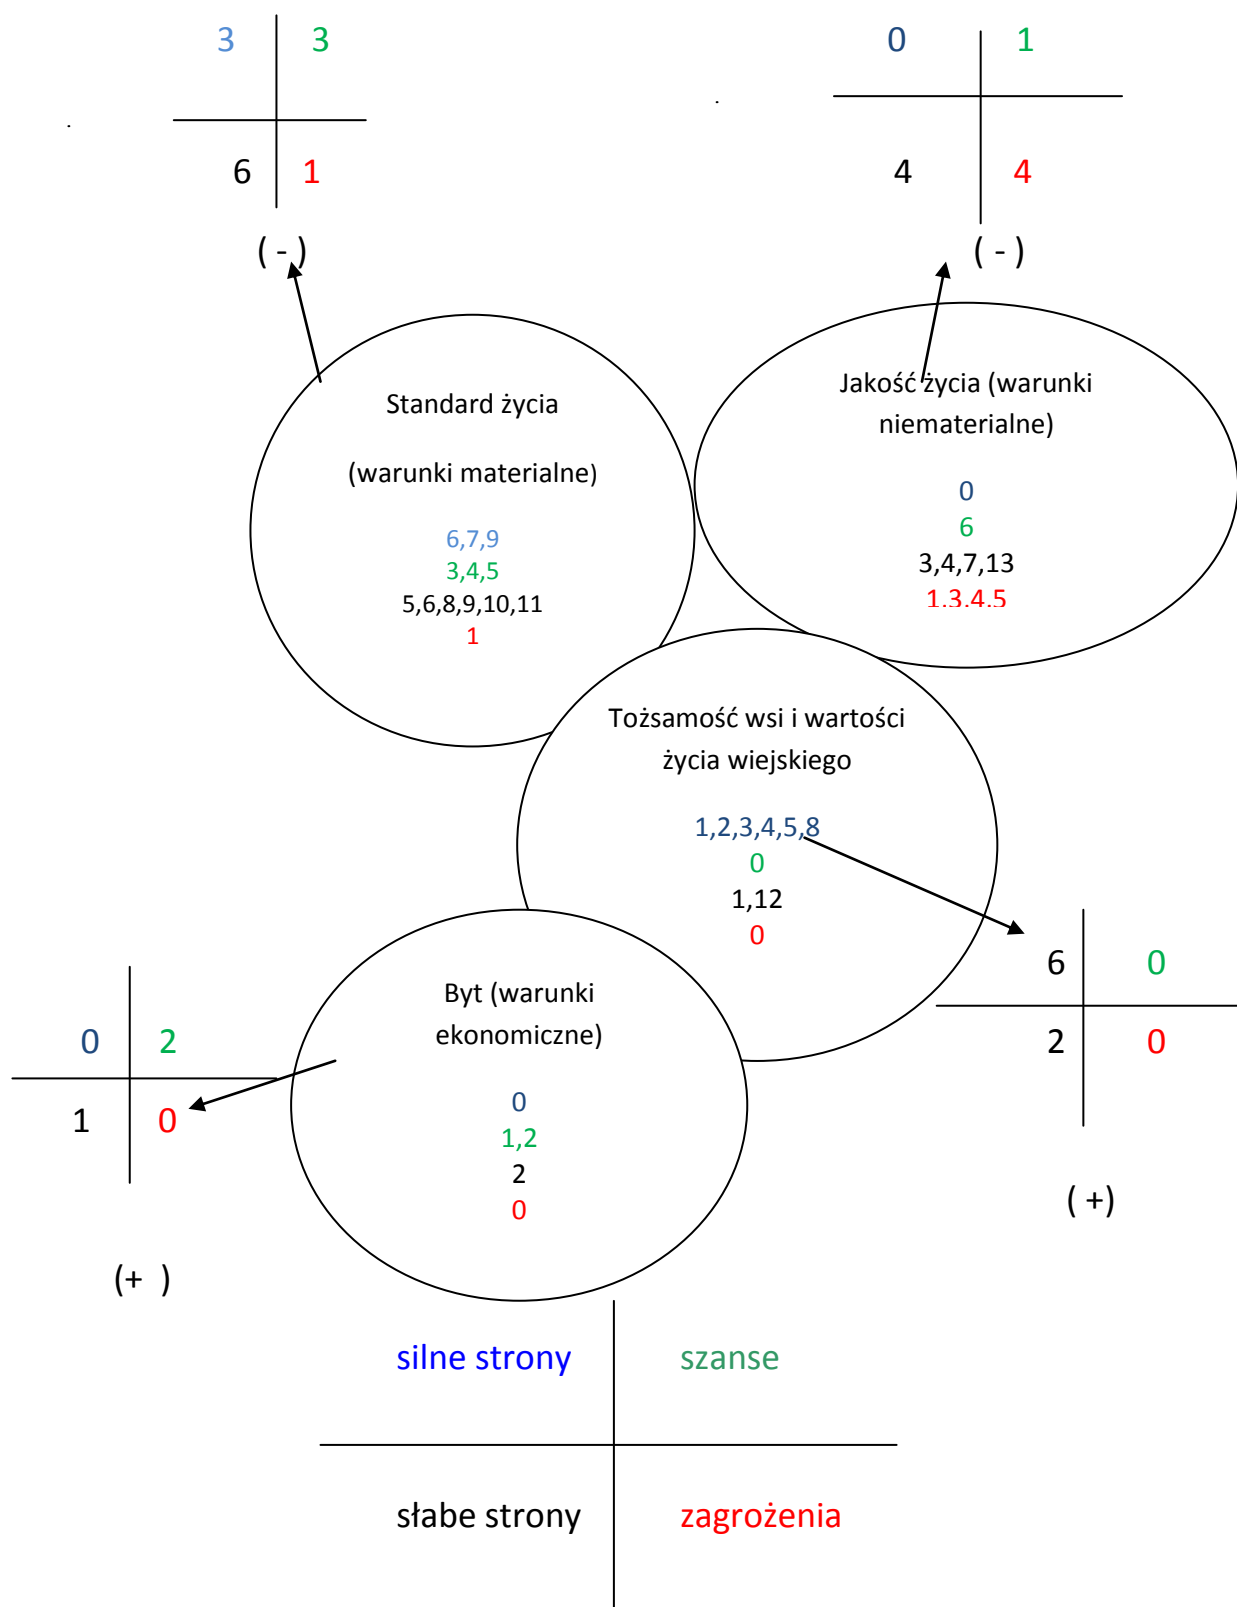 3 3
6 1
( - )
0 1
4 4
( - )
Standard życia
(warunki materialne)
6,7,9
3,4,5
5,6,8,9,10,11
1
Jakość życia (warunki
niematerialne)
0
6
3,4,7,13
1,3,4,5
Tożsamość wsi i wartości
życia wiejskiego
1,2,3,4,5,8
0
1,12
0
6 0
2 0
( +)
Byt (warunki
ekonomiczne)
0
1,2
2
0
0 2
1 0
(+ )
silne strony szanse
słabe strony zagrożenia